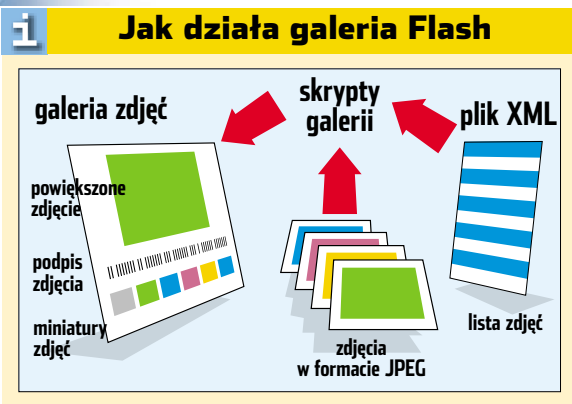 i
Jak działa galeria Flash
galeria zdjęć
skrypty
galerii
plik XML
powiększone
zdjęcie
podpis
zdjęcia
miniatury
zdjęć
zdjęcia
w formacie JPEG
lista zdjęć